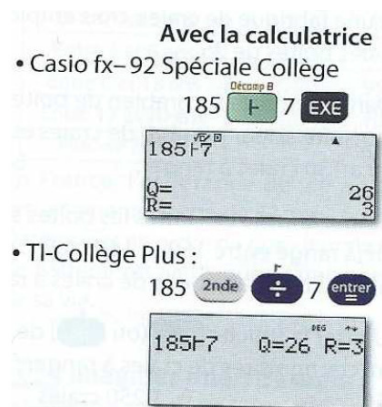 Avec la calculatrice
• Casio fx-92 Spéciale Collège
Décomp B
185 ⊢ 7 EXE
185⊢7
Q= 26
R= 3
• TI-Collège Plus :
r
185 2nde ÷ 7 entrer
DEG
185⊢7 Q=26 R=3